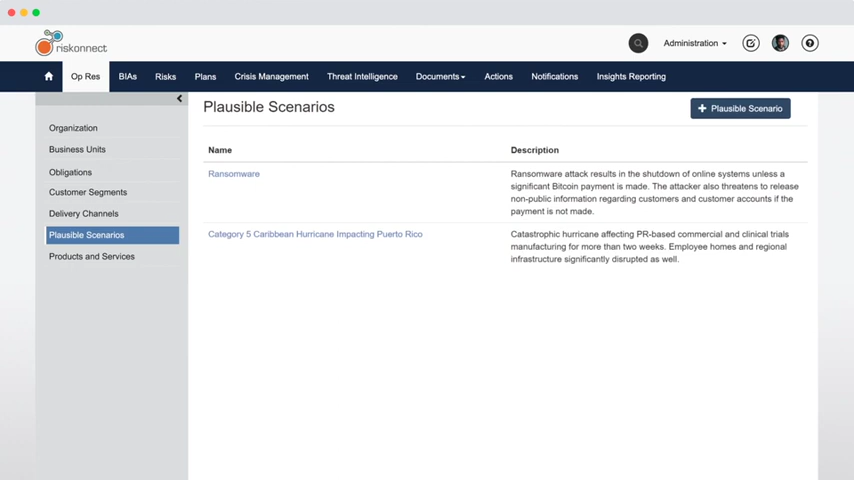 riskonnect
Administration
Op Res BIAs Risks Plans Crisis Management Threat Intelligence Documents Actions Notifications Insights Reporting
Organization
Business Units
Obligations
Customer Segments
Delivery Channels
Plausible Scenarios
Products and Services
Plausible Scenarios
+ Plausible Scenario
Name Description
Ransomware
Ransomware attack results in the shutdown of online systems unless a
significant Bitcoin payment is made. The attacker also threatens to release
non-public information regarding customers and customer accounts if the
payment is not made.
Category 5 Caribbean Hurricane Impacting Puerto Rico
Catastrophic hurricane affecting PR-based commercial and clinical trials
manufacturing for more than two weeks. Employee homes and regional
infrastructure significantly disrupted as well.